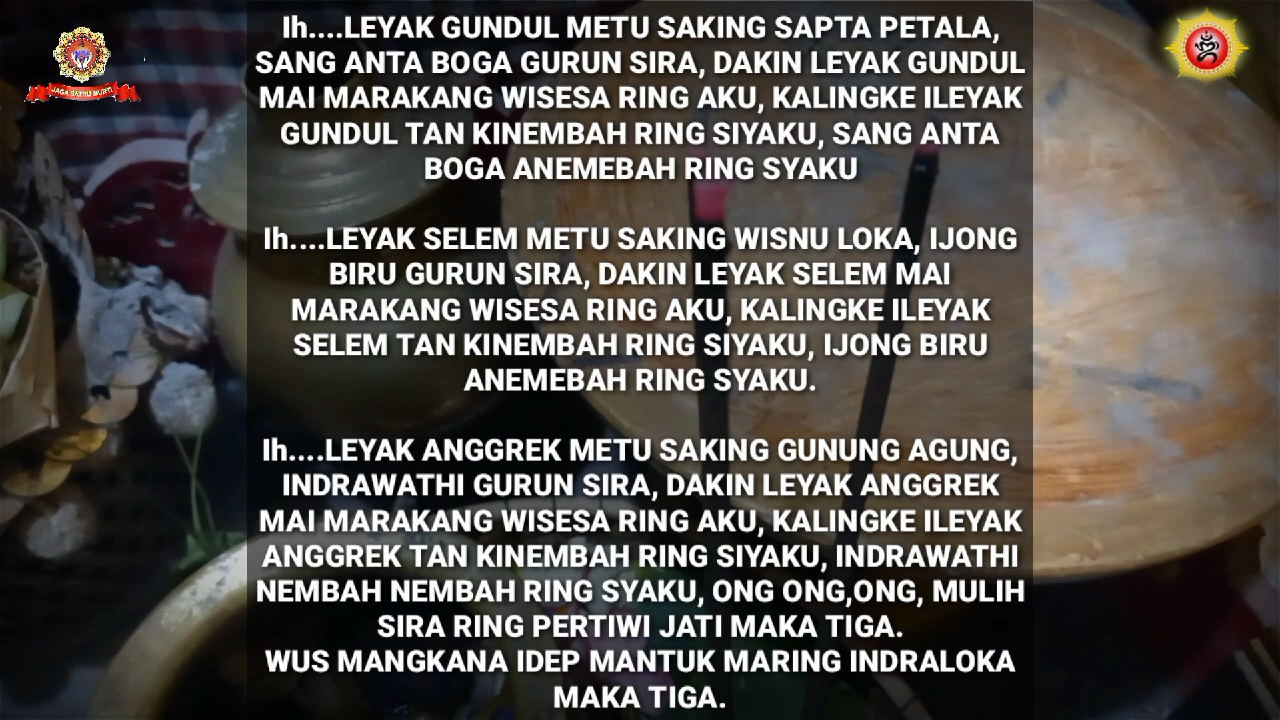 JAGA SATRU MURTI
Ih....LEYAK GUNDUL METU SAKING SAPTA PETALA,
SANG ANTA BOGA GURUN SIRA, DAKIN LEYAK GUNDUL
MAI MARAKANG WISESA RING AKU, KALINGKE ILEYAK
GUNDUL TAN KINEMBAH RING SIYAKU, SANG ANTA
BOGA ANEMEBAH RING SYAKU
Ih....LEYAK SELEM METU SAKING WISNU LOKA, IJONG
BIRU GURUN SIRA, DAKIN LEYAK SELEM MAI
MARAKANG WISESA RING AKU, KALINGKE ILEYAK
SELEM TAN KINEMBAH RING SIYAKU, IJONG BIRU
ANEMEBAH RING SYAKU.
Ih....LEYAK ANGGREK METU SAKING GUNUNG AGUNG,
INDRAWATHI GURUN SIRA, DAKIN LEYAK ANGGREK
MAI MARAKANG WISESA RING AKU, KALINGKE ILEYAK
ANGGREK TAN KINEMBAH RING SIYAKU, INDRAWATHI
NEMBAH NEMBAH RING SYAKU, ONG ONG,ONG, MULIH
SIRA RING PERTIWI JATI MAKA TIGA.
WUS MANGKANA IDEP MANTUK MARING INDRALOKA
MAKA TIGA.